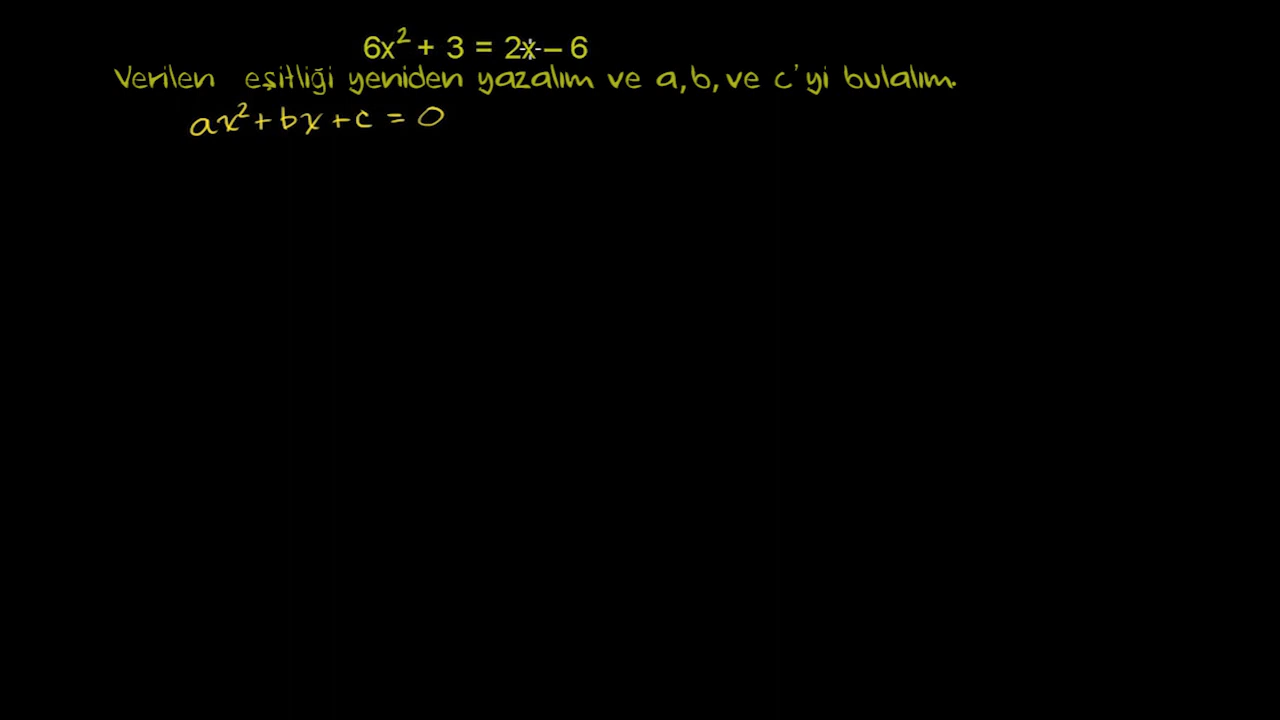 6x² + 3 = 2x – 6
Verilen eşitliği yeniden yazalım ve a, b, ve c'yi bulalım.
ax² + bx + c = 0